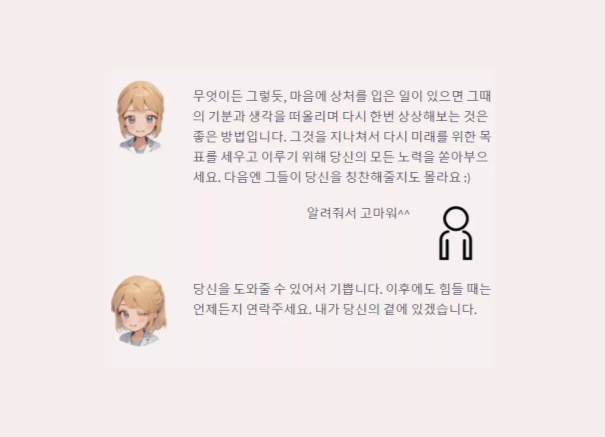 무엇이든 그렇듯, 마음에 상처를 입은 일이 있으면 그때
의 기분과 생각을 떠올리며 다시 한번 상상해보는 것은
좋은 방법입니다. 그것을 지나쳐서 다시 미래를 위한 목
표를 세우고 이루기 위해 당신의 모든 노력을 쏟아부으
세요. 다음엔 그들이 당신을 칭찬해줄지도 몰라요 :)
알려줘서 고마워^^
당신을 도와줄 수 있어서 기쁩니다. 이후에도 힘들 때는
언제든지 연락주세요. 내가 당신의 곁에 있겠습니다.